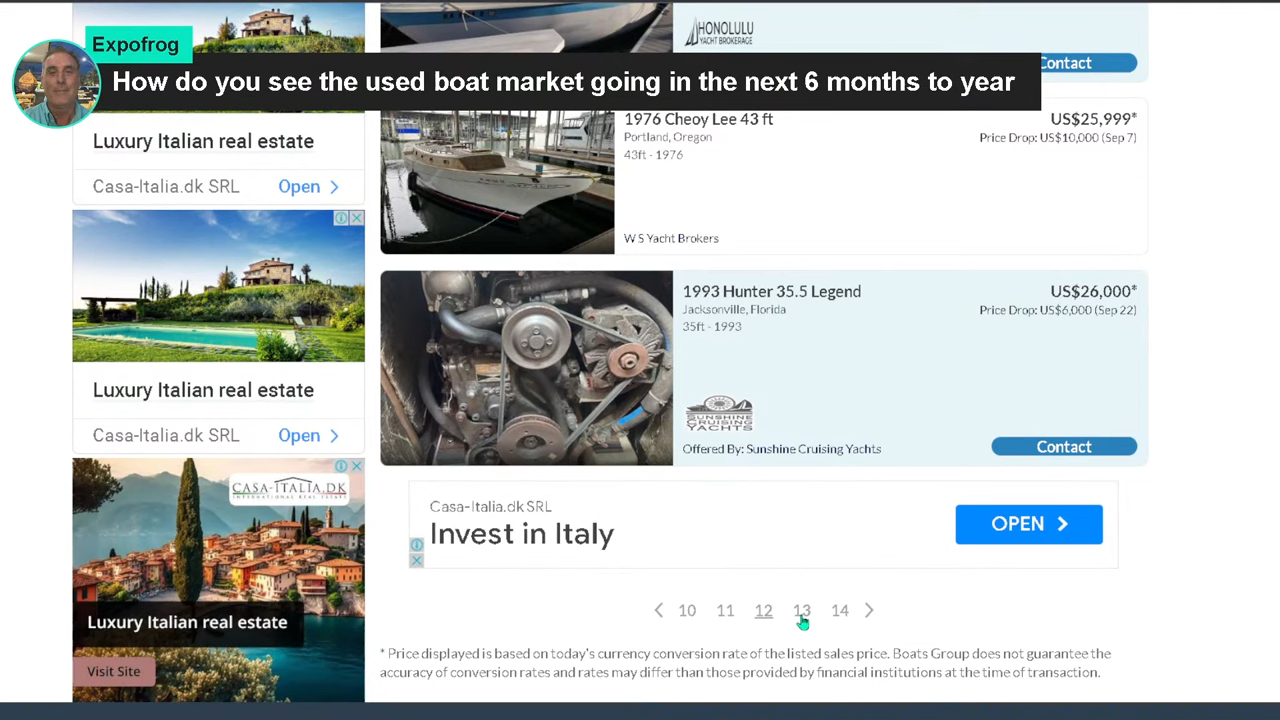 Expofrog
How do you see the used boat market going in the next 6 months to year
Luxury Italian real estate
Casa-Italia.dk SRL
Open
Luxury Italian real estate
Casa-Italia.dk SRL
Open
CASA-ITALIA.DK
INTERNATIONAL REAL ESTATE
Luxury Italian real estate
Visit Site
HONOLULU
YACHT BROKERAGE
Contact
1976 Cheoy Lee 43 ft
US$25,999*
Portland, Oregon
Price Drop: US$10,000 (Sep 7)
43ft - 1976
W S Yacht Brokers
1993 Hunter 35.5 Legend
US$26,000*
Jacksonville, Florida
Price Drop: US$6,000 (Sep 22)
35ft - 1993
SUNSHINE
CRUISING
YACHTS
Offered By: Sunshine Cruising Yachts
Contact
Casa-Italia.dk SRL
Invest in Italy
OPEN
10 11 12 13 14
* Price displayed is based on today's currency conversion rate of the listed sales price. Boats Group does not guarantee the
accuracy of conversion rates and rates may differ than those provided by financial institutions at the time of transaction.